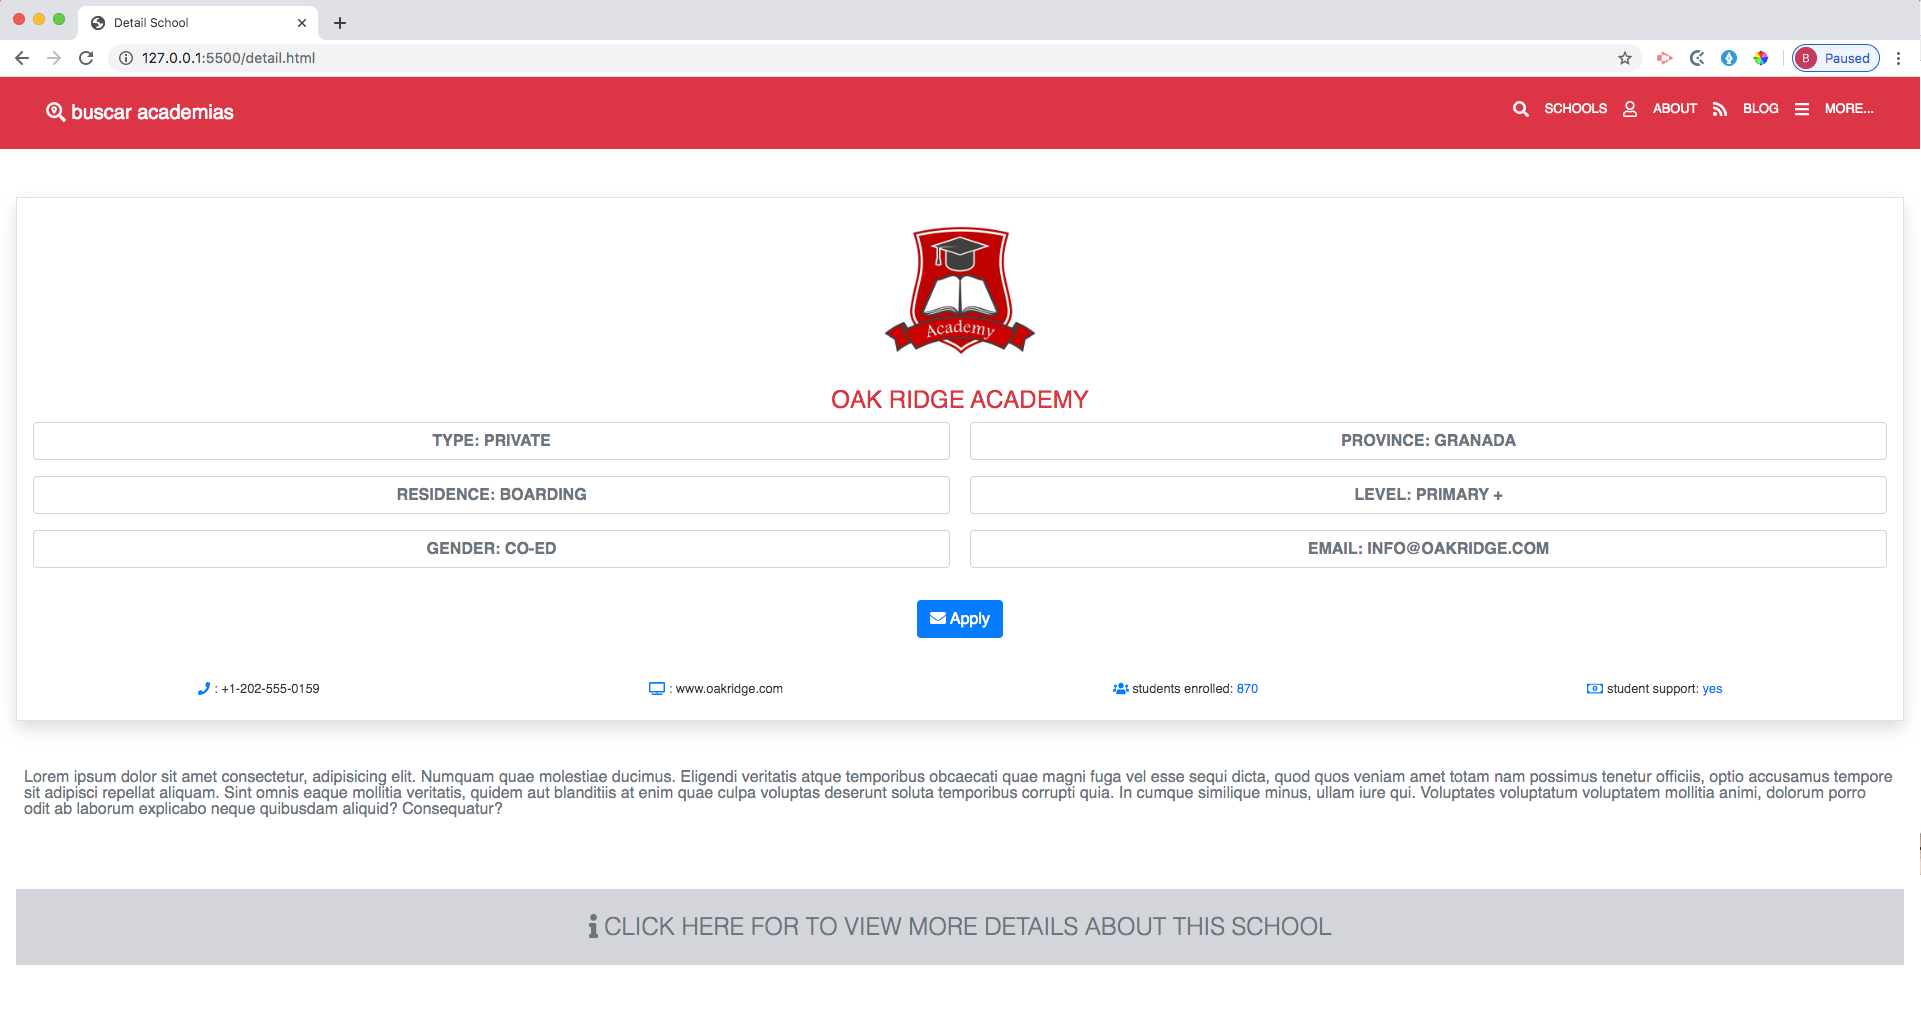 Detail School
127.0.0.1:5500/detail.html
B Paused
buscar academias
SCHOOLS ABOUT BLOG MORE...
Academy
OAK RIDGE ACADEMY
TYPE: PRIVATE
PROVINCE: GRANADA
RESIDENCE: BOARDING
LEVEL: PRIMARY +
GENDER: CO-ED
EMAIL: INFO@OAKRIDGE.COM
Apply
: +1-202-555-0159
: www.oakridge.com
students enrolled: 870
student support: yes
Lorem ipsum dolor sit amet consectetur, adipisicing elit. Numquam quae molestiae ducimus. Eligendi veritatis atque temporibus obcaecati quae magni fuga vel esse sequi dicta, quod quos veniam amet totam nam possimus tenetur officiis, optio accusamus tempore
sit adipisci repellat aliquam. Sint omnis eaque mollitia veritatis, quidem aut blanditiis at enim quae culpa voluptas deserunt soluta temporibus corrupti quia. In cumque similique minus, ullam iure qui. Voluptates voluptatum voluptatem mollitia animi, dolorum porro
odit ab laborum explicabo neque quibusdam aliquid? Consequatur?
CLICK HERE FOR TO VIEW MORE DETAILS ABOUT THIS SCHOOL